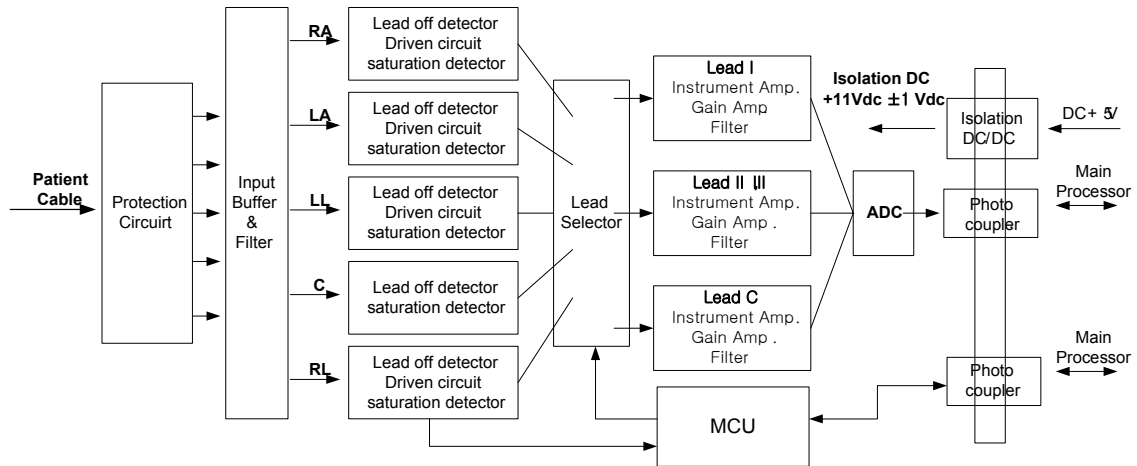 Patient
Cable
Protection
Circuirt
Input
Buffer
&
Filter
RA
LA
LL
C
RL
Lead off detector
Driven circuit
saturation detector
Lead off detector
Driven circuit
saturation detector
Lead off detector
Driven circuit
saturation detector
Lead off detector
saturation detector
Lead off detector
Driven circuit
saturation detector
Lead
Selector
Lead I
Instrument Amp.
Gain Amp
Filter
Lead II ,III
Instrument Amp.
Gain Amp .
Filter
Lead C
Instrument Amp.
Gain Amp .
Filter
MCU
ADC
Isolation DC
+11Vdc ±1 Vdc
Isolation
DC/DC
DC+ 5V
Photo
coupler
Main
Processor
Photo
coupler
Main
Processor